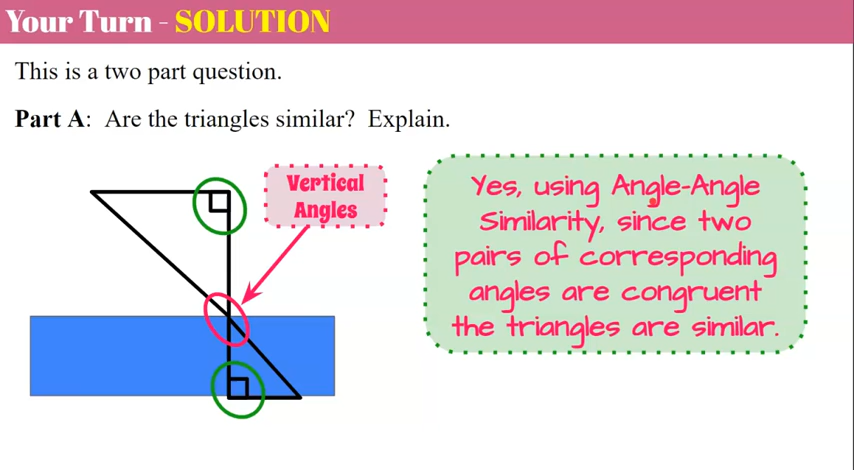 Your Turn - SOLUTION
This is a two part question.
Part A: Are the triangles similar? Explain.
Vertical
Angles
Yes, using Angle-Angle
Similarity, since two
pairs of corresponding
angles are congruent
the triangles are similar.